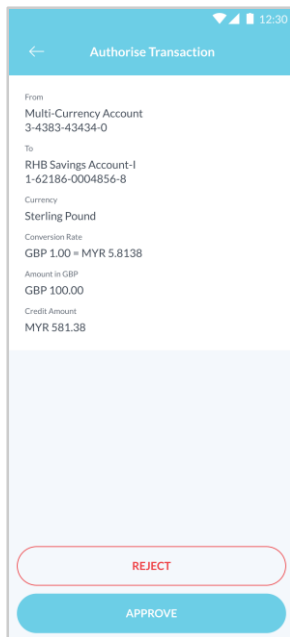 12:30
Authorise Transaction
From
Multi-Currency Account
3-4383-43434-0
To
RHB Savings Account-I
1-62186-0004856-8
Currency
Sterling Pound
Conversion Rate
GBP 1.00 = MYR 5.8138
Amount in GBP
GBP 100.00
Credit Amount
MYR 581.38
REJECT
APPROVE